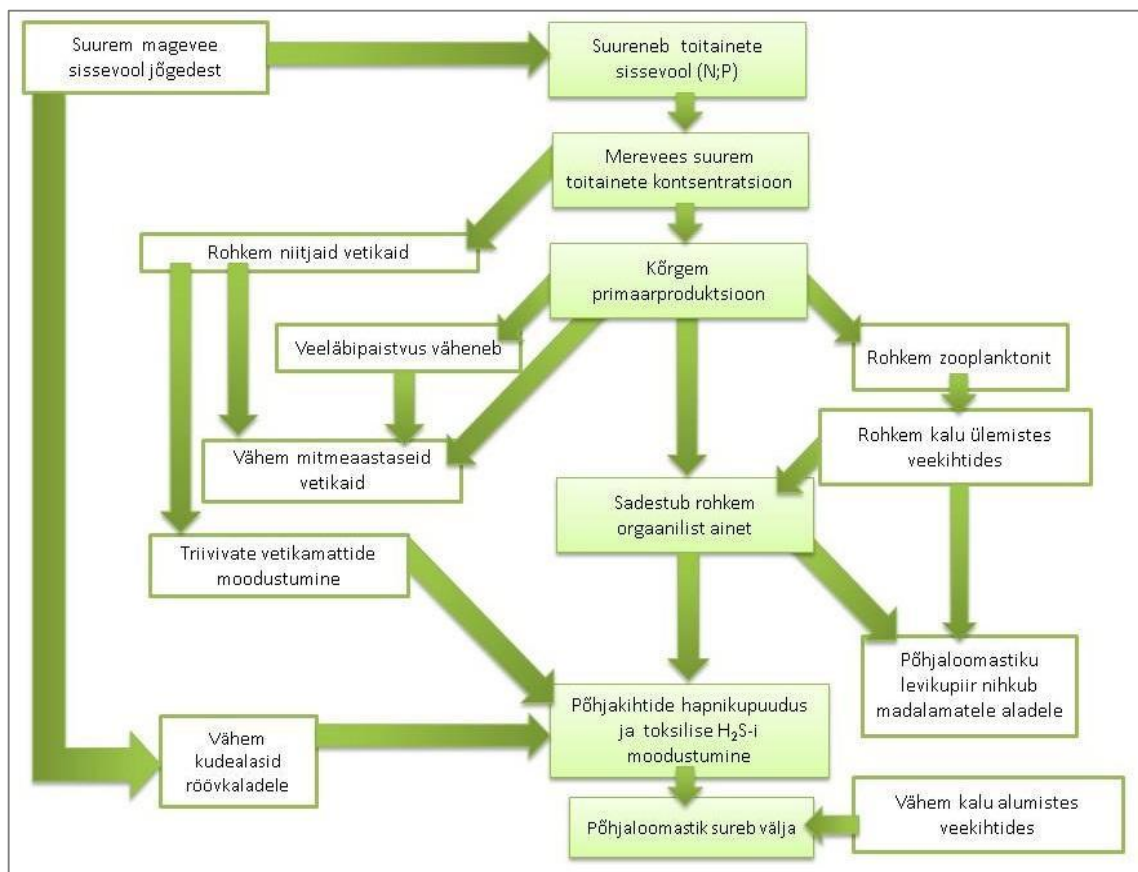 Suurem magevee
sissevool jõgedest
Suureneb toitainete
sissevool (N;P)
Merevees suurem
toitainete kontsentratsioon
Rohkem niitjaid vetikaid
Kõrgem
primaarproduktsioon
Veeläbipaistvus väheneb
Rohkem zooplanktonit
Vähem mitmeaastaseid
vetikaid
Rohkem kalu ülemistes
veekihtides
Sadestub rohkem
orgaanilist ainet
Triivivate vetikamattide
moodustumine
Põhjaloomastiku
levikupiir nihkub
madalamatele aladele
Põhjakihtide hapnikupuudus
ja toksilise H₂S-i
moodustumine
Vähem
kudealasid
röövkaladele
Põhjaloomastik sureb välja
Vähem kalu alumistes
veekihtides